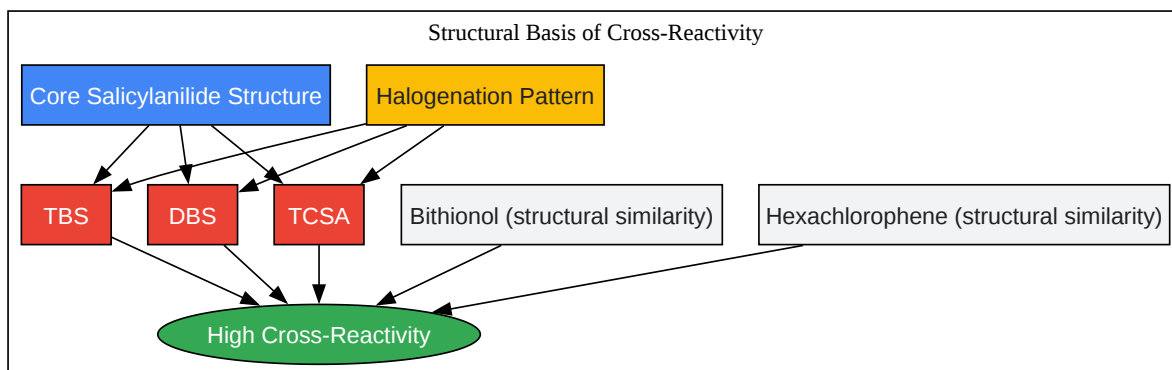 Structural Basis of Cross-Reactivity
Core Salicylanilide Structure
Halogenation Pattern
TBS
DBS
TCSA
Bithionol (structural similarity)
Hexachlorophene (structural similarity)
High Cross-Reactivity